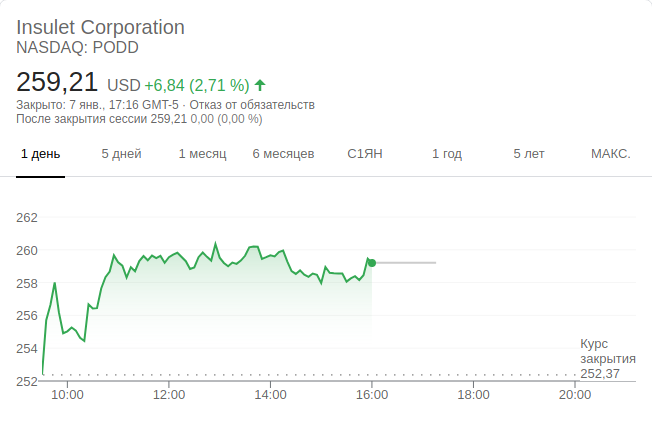 Insulet Corporation
NASDAQ: PODD
259,21 USD +6,84 (2,71 %)
Закрыто: 7 янв., 17:16 GMT-5 · Отказ от обязательств
После закрытия сессии 259,21 0,00 (0,00 %)
1 день 5 дней 1 месяц 6 месяцев С1ЯН 1 год 5 лет МАКС.
262
260
258
256
254
Курс
закрытия
252,37
252
10:00 12:00 14:00 16:00 18:00 20:00